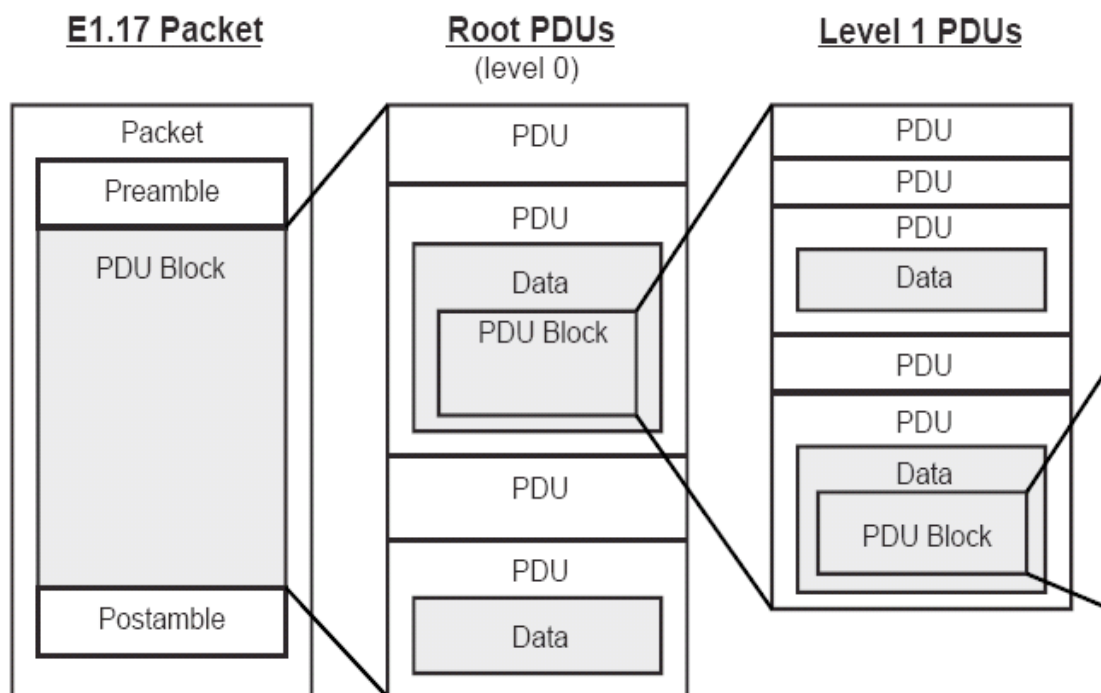 E1.17 Packet
Packet
Preamble
PDU Block
Postamble
Root PDUs
(level 0)
PDU
PDU
Data
PDU Block
PDU
PDU
Data
Level 1 PDUs
PDU
PDU
PDU
Data
PDU
PDU
Data
PDU Block